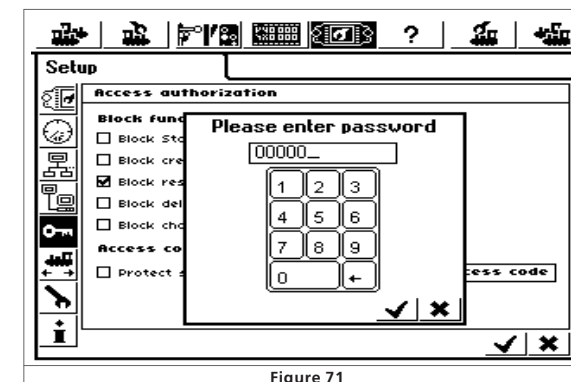 ?
Setup
Access authorization
Block func
Please enter password
00000_
Block Sto
Block cre
Block res
Block del
Block cha
1 2 3
4 5 6
7 8 9
0 ←
Access co
Protect s
cess code
i
Figure 71